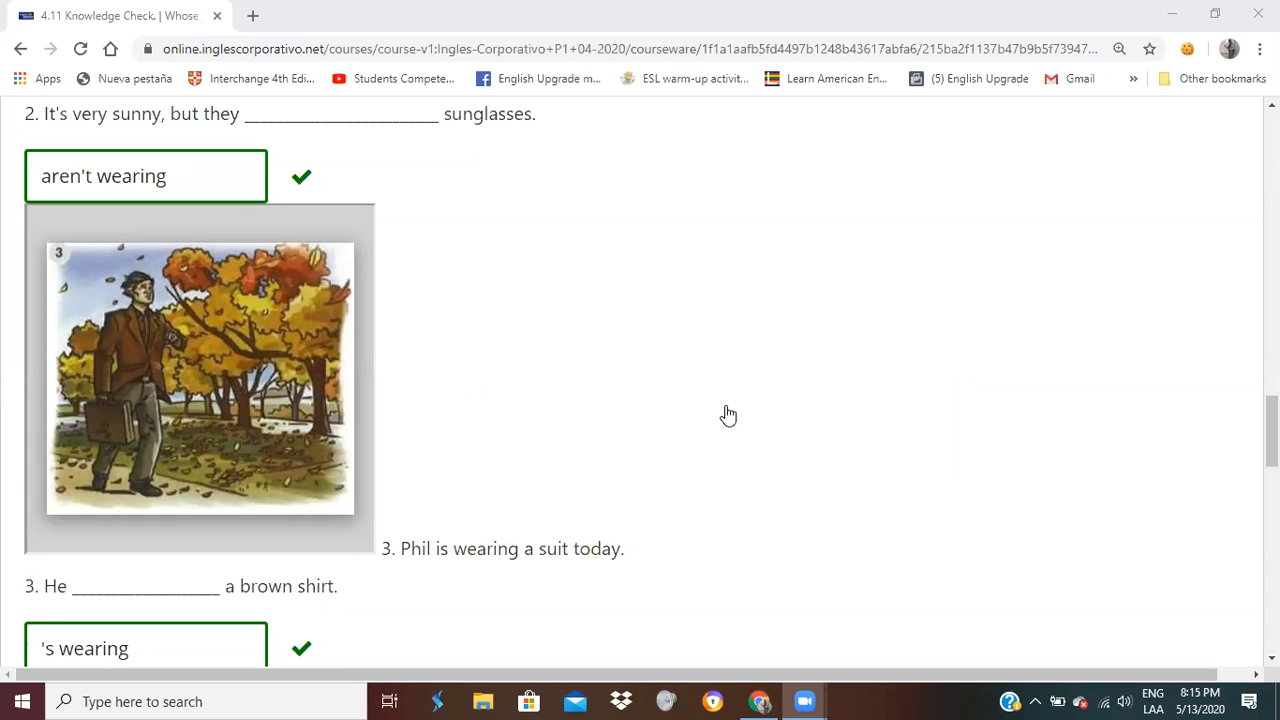 4.11 Knowledge Check. | Whose
online.inglescorporativo.net/courses/course-v1:Ingles-Corporativo+P1+04-2020/courseware/1f1a1aafb5fd4497b1248b43617abfa6/215ba2f1137b47b9b5f73947...
Apps Nueva pestaña Interchange 4th Edi... Students Compete... English Upgrade m... ESL warm-up activit... Learn American En... (5) English Upgrade Gmail » Other bookmarks
2. It's very sunny, but they ______________________ sunglasses.
aren't wearing
3
3. Phil is wearing a suit today.
3. He _________________ a brown shirt.
's wearing
Type here to search
ENG 8:15 PM
LAA 5/13/2020